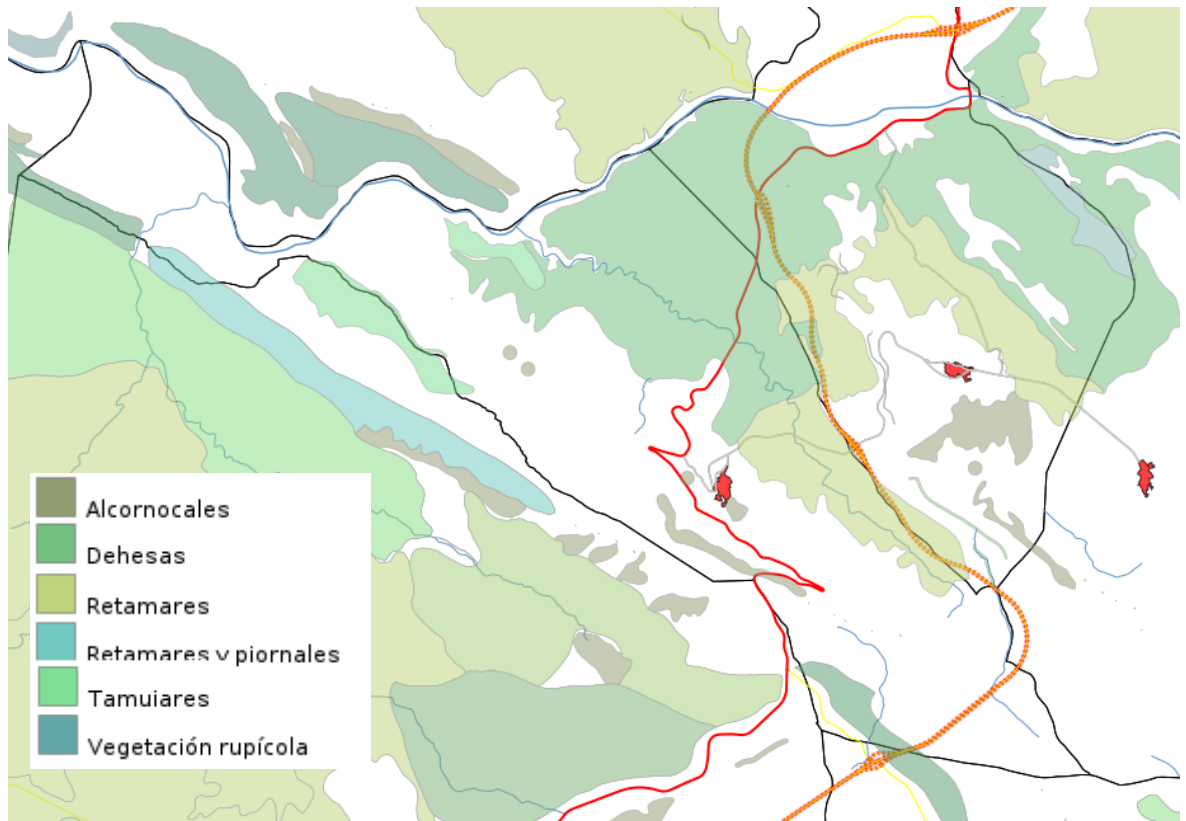 Alcornocales
Dehesas
Retamares
Retamares y piornales
Tamujares
Vegetación rupícola